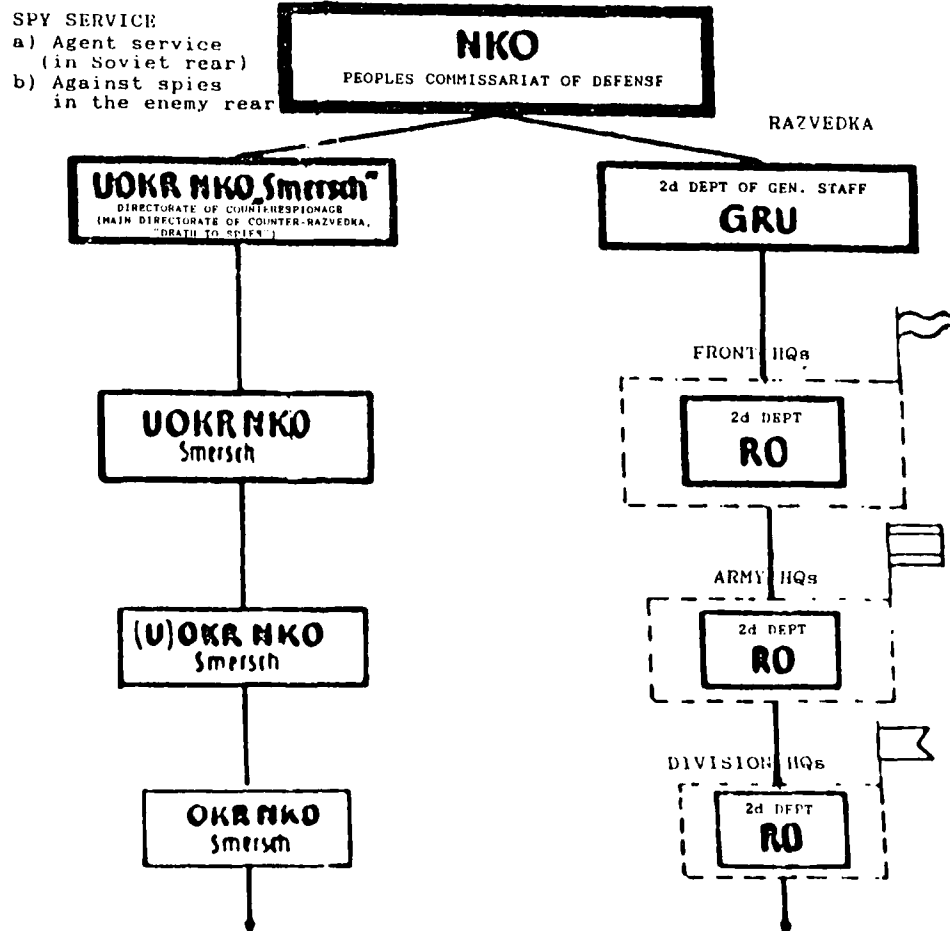 SPY SERVICE
a) Agent service
(in Soviet rear)
b) Against spies
in the enemy rear
NKO
PEOPLES COMMISSARIAT OF DEFENSE
RAZVEDKA
UOKR NKO „Smersch"
DIRECTORATE OF COUNTERESPIONAGE
(MAIN DIRECTORATE OF COUNTER-RAZVEDKA,
"DEATH TO SPIES")
2d DEPT OF GEN. STAFF
GRU
FRONT HQs
UOKR NKO
Smersch
2d DEPT
RO
ARMY HQs
(U)OKR NKO
Smersch
2d DEPT
RO
DIVISION HQs
OKR NKO
Smersch
2d DEPT
RO